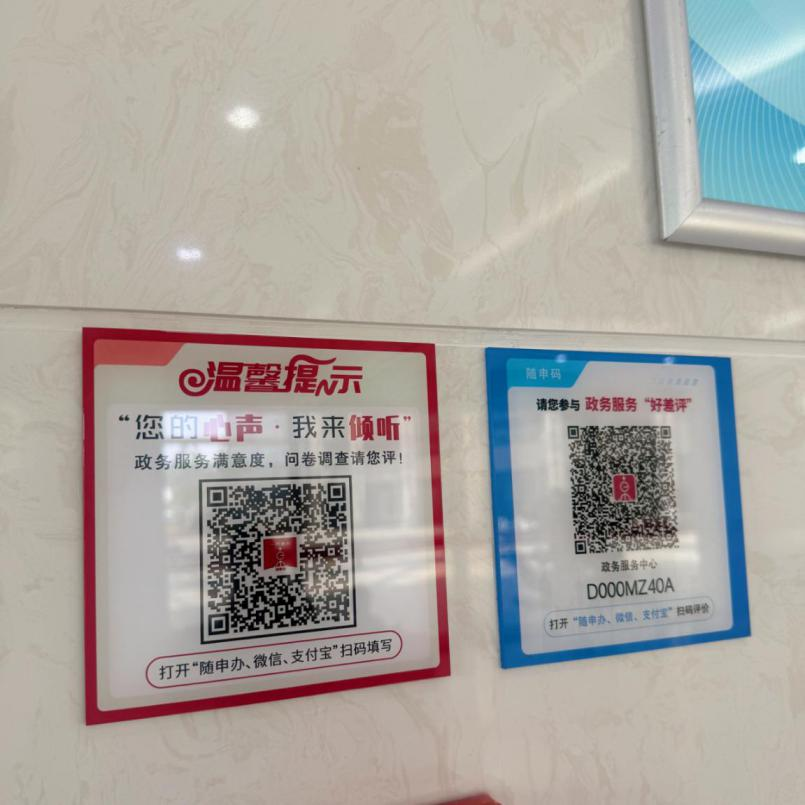 温馨提示
“您的心声·我来倾听”
政务服务满意度，问卷调查请您评！
打开“随申办、微信、支付宝”扫码填写
随申码
请您参与 政务服务“好差评”
政务服务中心
D000MZ40A
打开“随申办、微信、支付宝”扫码评价